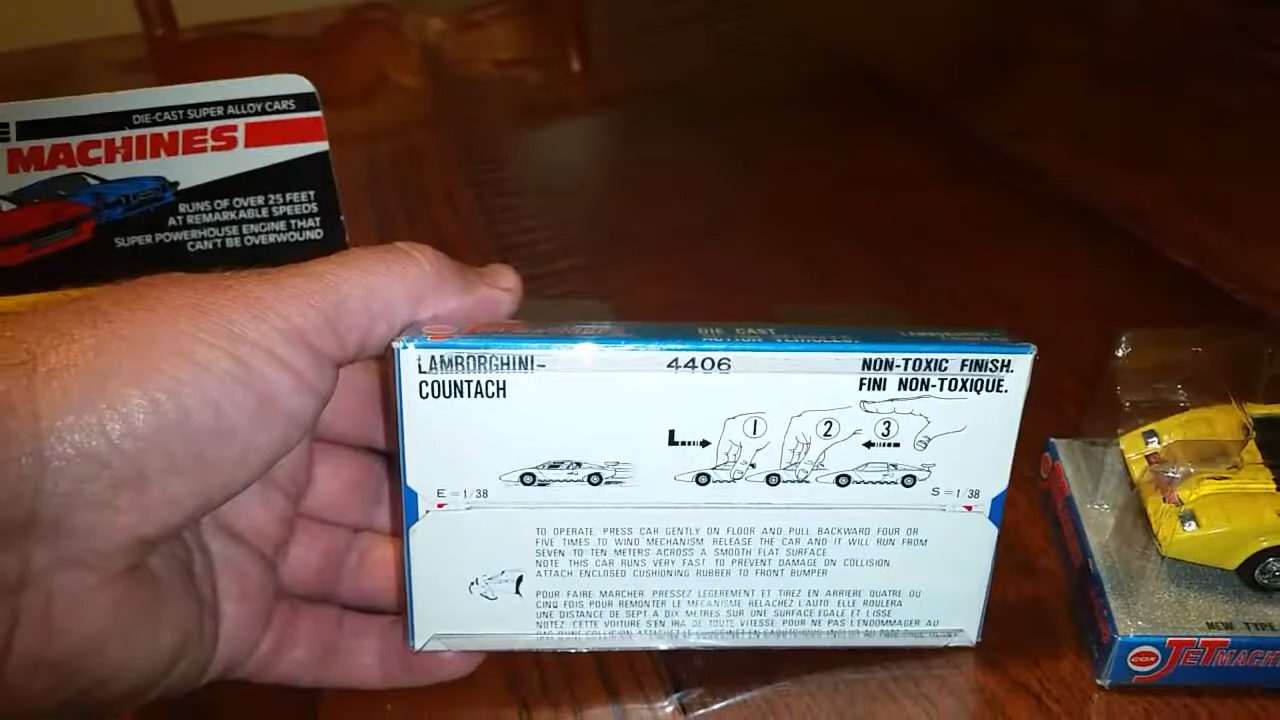 DIE-CAST SUPER ALLOY CARS
MACHINES
RUNS OF OVER 25 FEET
AT REMARKABLE SPEEDS
SUPER POWERHOUSE ENGINE THAT
CAN'T BE OVERWOUND
DIE CAST
ACTION VEHICLES.
LAMBORGHINI-
COUNTACH
4406
NON-TOXIC FINISH.
FINI NON-TOXIQUE.
L
1
2
3
E = 1/38
S = 1/38
TO OPERATE, PRESS CAR GENTLY ON FLOOR AND PULL BACKWARD FOUR OR
FIVE TIMES TO WIND MECHANISM RELEASE THE CAR AND IT WILL RUN FROM
SEVEN TO TEN METERS ACROSS A SMOOTH FLAT SURFACE.
NOTE THIS CAR RUNS VERY FAST TO PREVENT DAMAGE ON COLLISION
ATTACH ENCLOSED CUSHIONING RUBBER TO FRONT BUMPER
POUR FAIRE MARCHER, PRESSEZ LEGEREMENT ET TIREZ EN ARRIERE QUATRE OU
CINQ FOIS POUR REMONTER LE MECANISME RELACHEZ L'AUTO ELLE ROULERA
UNE DISTANCE DE SEPT A DIX METRES SUR UNE SURFACE EGALE ET LISSE
NOTEZ CETTE VOITURE S'EN IRA DE TOUTE VITESSE POUR NE PAS L'ENDOMMAGER AU
NEW TYPE
COX JETMACH